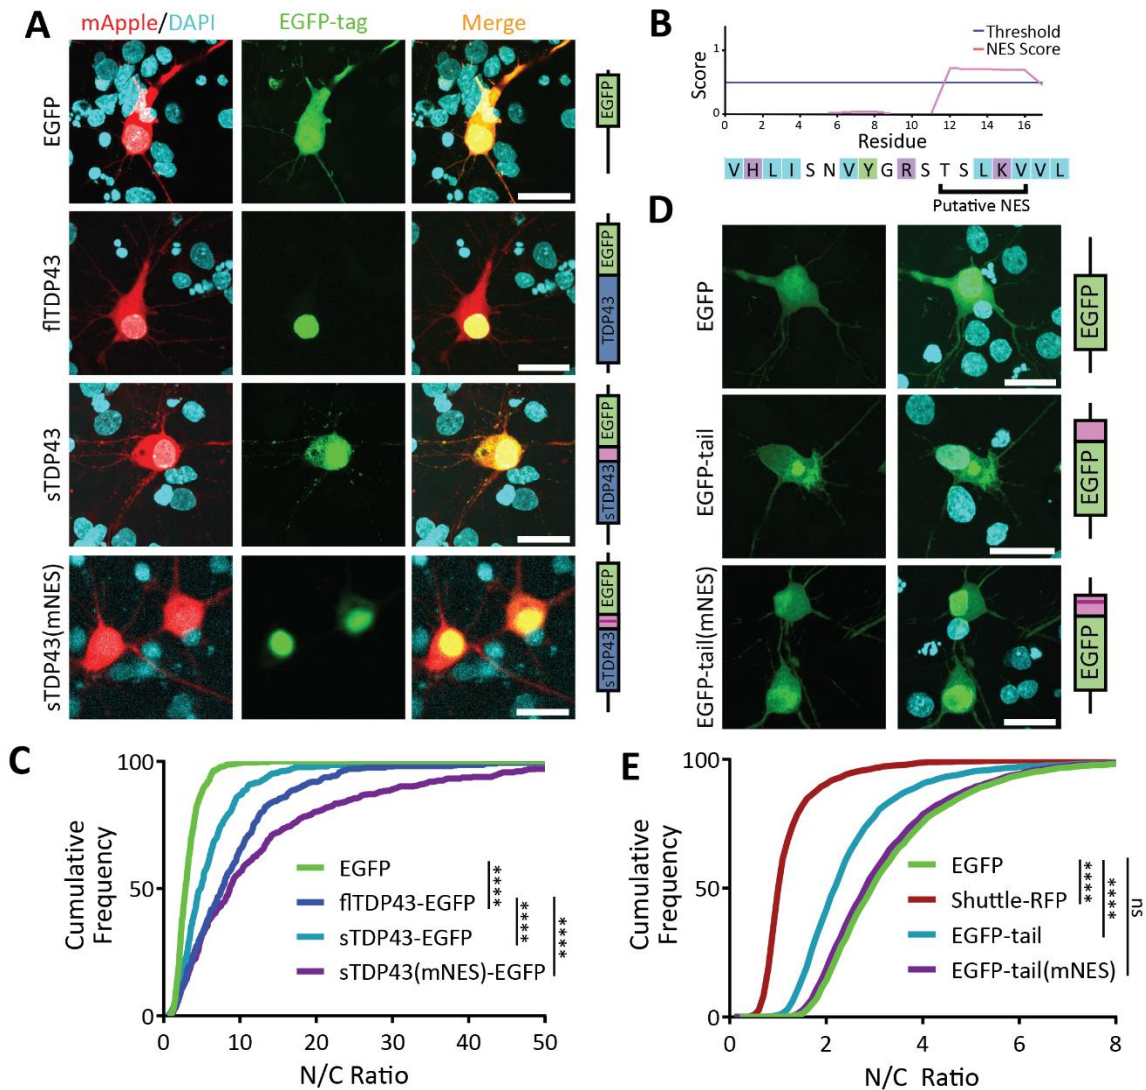 A
mApple/DAPI
EGFP-tag
Merge
EGFP
EGFP
flTDP43
EGFP
TDP43
sTDP43
EGFP
sTDP43
sTDP43(mNES)
EGFP
sTDP43
B
Threshold
NES Score
1
0
Score
0 2 4 6 8 10 12 14 16
Residue
V H L I S N V Y G R S T S L K V V L
Putative NES
D
EGFP
EGFP
EGFP-tail
EGFP
EGFP-tail(mNES)
EGFP
C
100
50
0
Cumulative
Frequency
EGFP
flTDP43-EGFP
sTDP43-EGFP
sTDP43(mNES)-EGFP
****
****
****
0 10 20 30 40 50
N/C Ratio
E
100
50
0
Cumulative
Frequency
EGFP
Shuttle-RFP
EGFP-tail
EGFP-tail(mNES)
****
****
ns
0 2 4 6 8
N/C Ratio